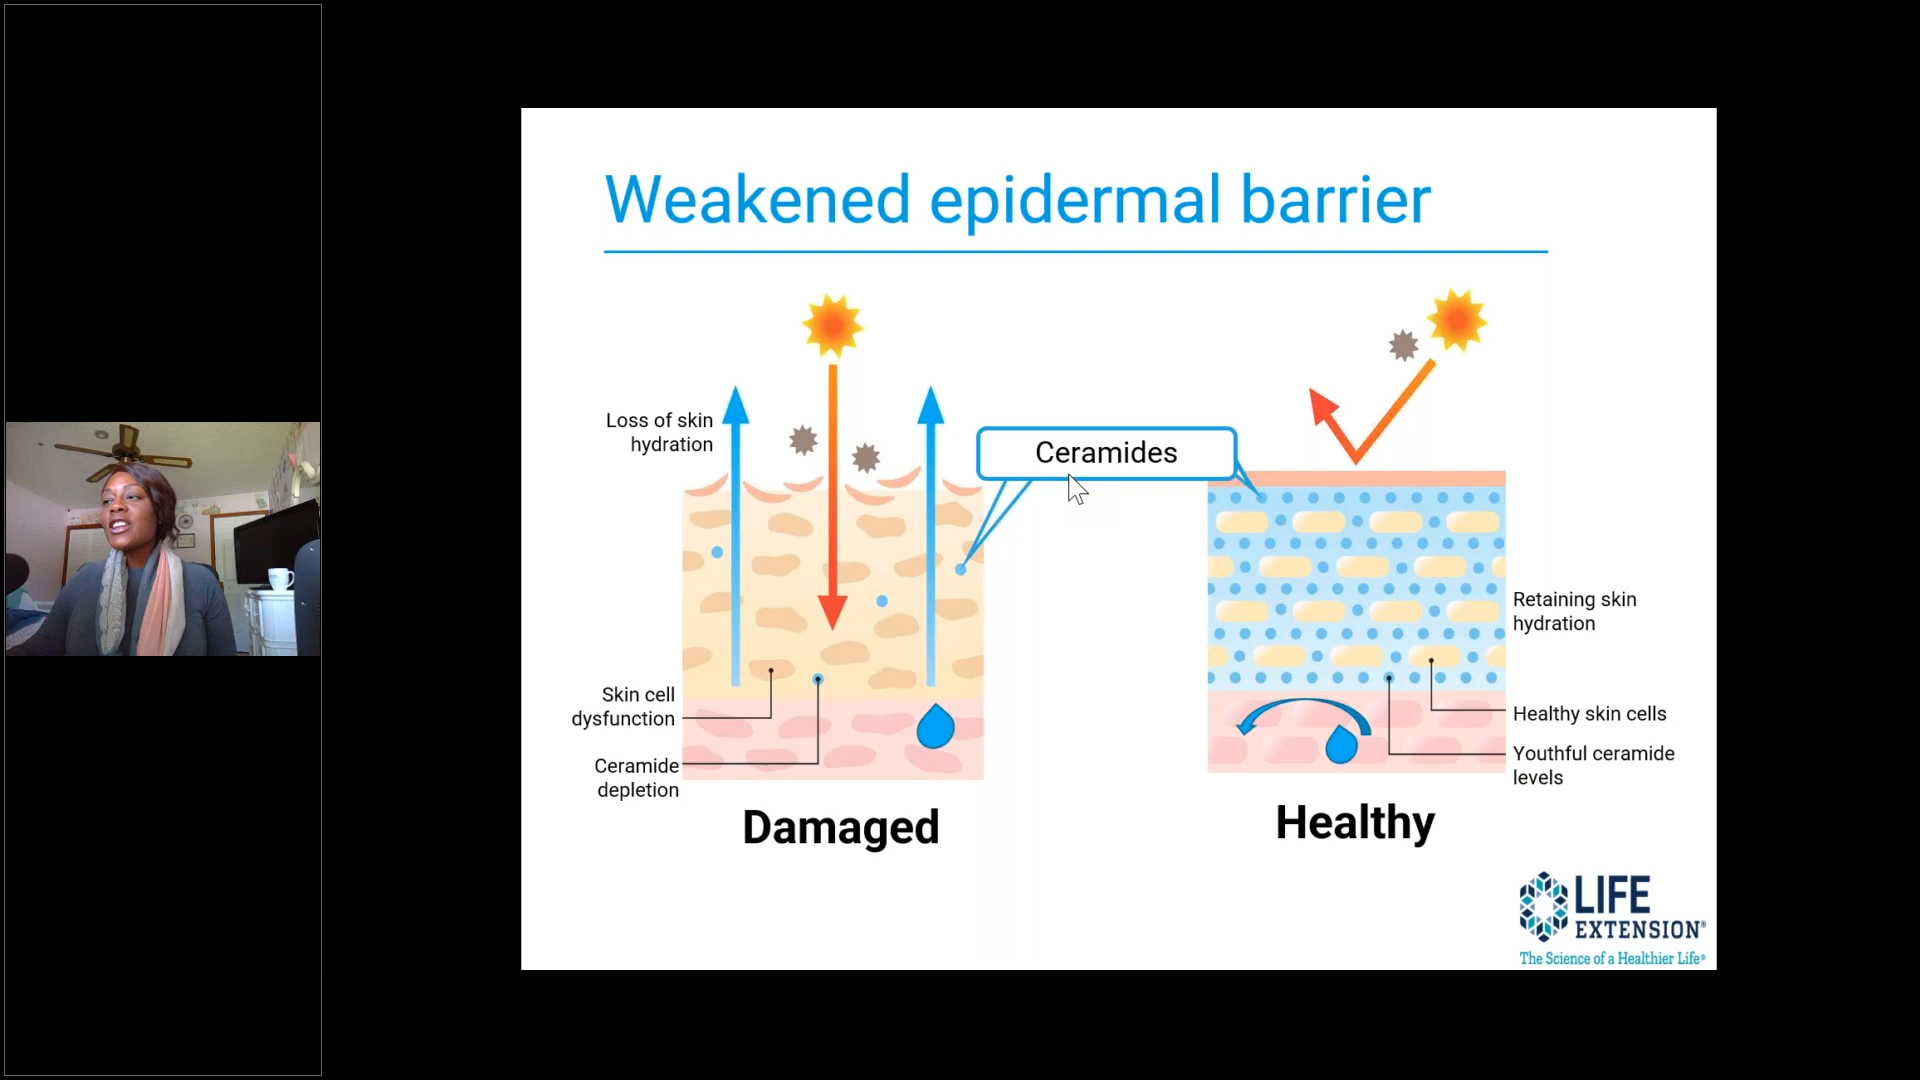 Weakened epidermal barrier
Loss of skin
hydration
Ceramides
Skin cell
dysfunction
Ceramide
depletion
Damaged
Retaining skin
hydration
Healthy skin cells
Youthful ceramide
levels
Healthy
LIFE
EXTENSION®
The Science of a Healthier Life®